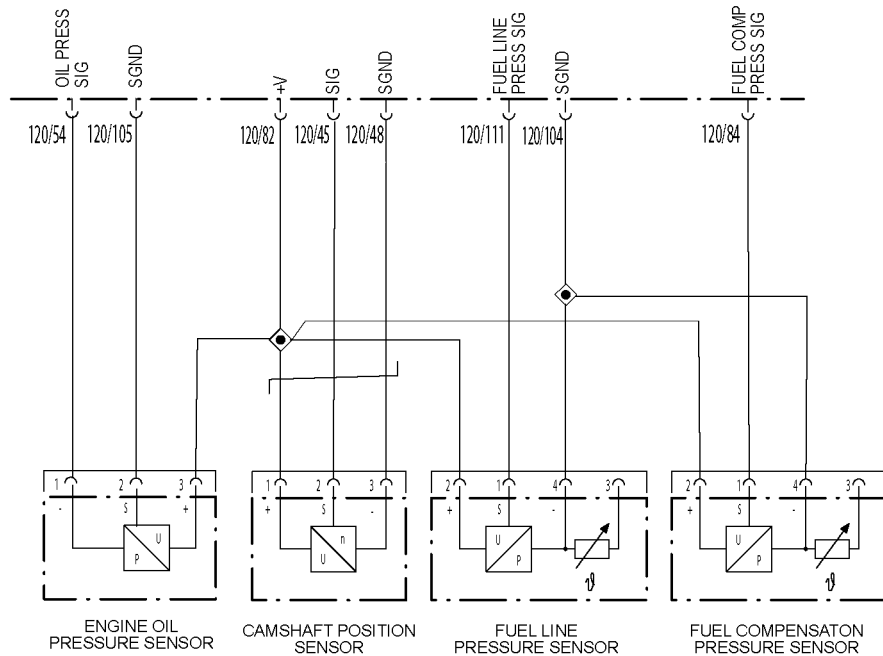 OIL PRESS
SIG
SGND
+V
SIG
SGND
FUEL LINE
PRESS SIG
SGND
FUEL COMP
PRESS SIG
120/54
120/105
120/82
120/45
120/48
120/111
120/104
120/84
1 2 3
1 2 3
2 1 4 3
2 1 4 3
- S +
+ S -
+ S -
+ S -
U
P
n
U
U
P
U
P
ϑ
ϑ
ENGINE OIL
PRESSURE SENSOR
CAMSHAFT POSITION
SENSOR
FUEL LINE
PRESSURE SENSOR
FUEL COMPENSATON
PRESSURE SENSOR